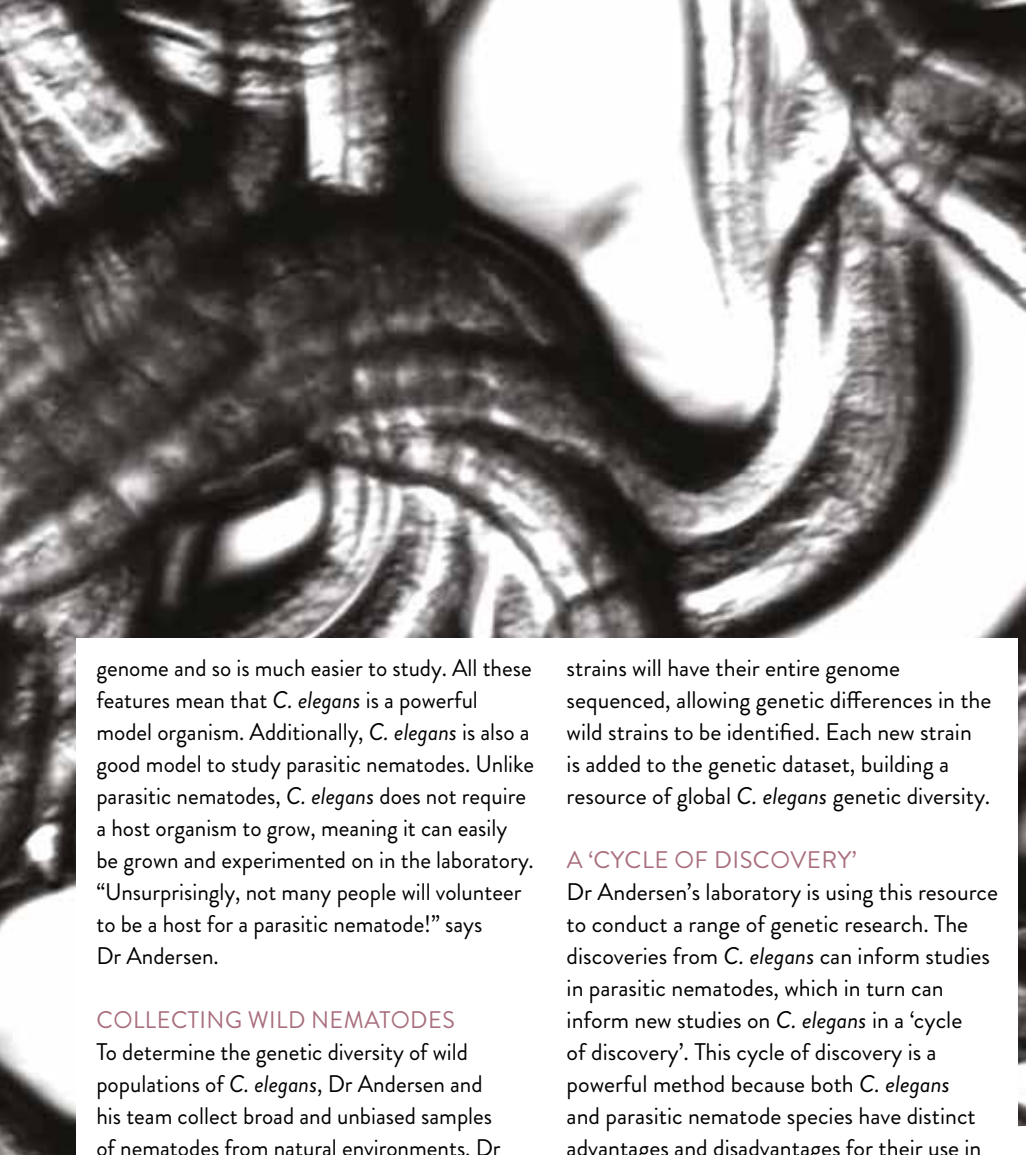 genome and so is much easier to study. All these
features mean that C. elegans is a powerful
model organism. Additionally, C. elegans is also a
good model to study parasitic nematodes. Unlike
parasitic nematodes, C. elegans does not require
a host organism to grow, meaning it can easily
be grown and experimented on in the laboratory.
“Unsurprisingly, not many people will volunteer
to be a host for a parasitic nematode!” says
Dr Andersen.
COLLECTING WILD NEMATODES
To determine the genetic diversity of wild
populations of C. elegans, Dr Andersen and
his team collect broad and unbiased samples
of nematodes from natural environments. Dr
strains will have their entire genome
sequenced, allowing genetic differences in the
wild strains to be identified. Each new strain
is added to the genetic dataset, building a
resource of global C. elegans genetic diversity.
A ‘CYCLE OF DISCOVERY’
Dr Andersen’s laboratory is using this resource
to conduct a range of genetic research. The
discoveries from C. elegans can inform studies
in parasitic nematodes, which in turn can
inform new studies on C. elegans in a ‘cycle
of discovery’. This cycle of discovery is a
powerful method because both C. elegans
and parasitic nematode species have distinct
advantages and disadvantages for their use in